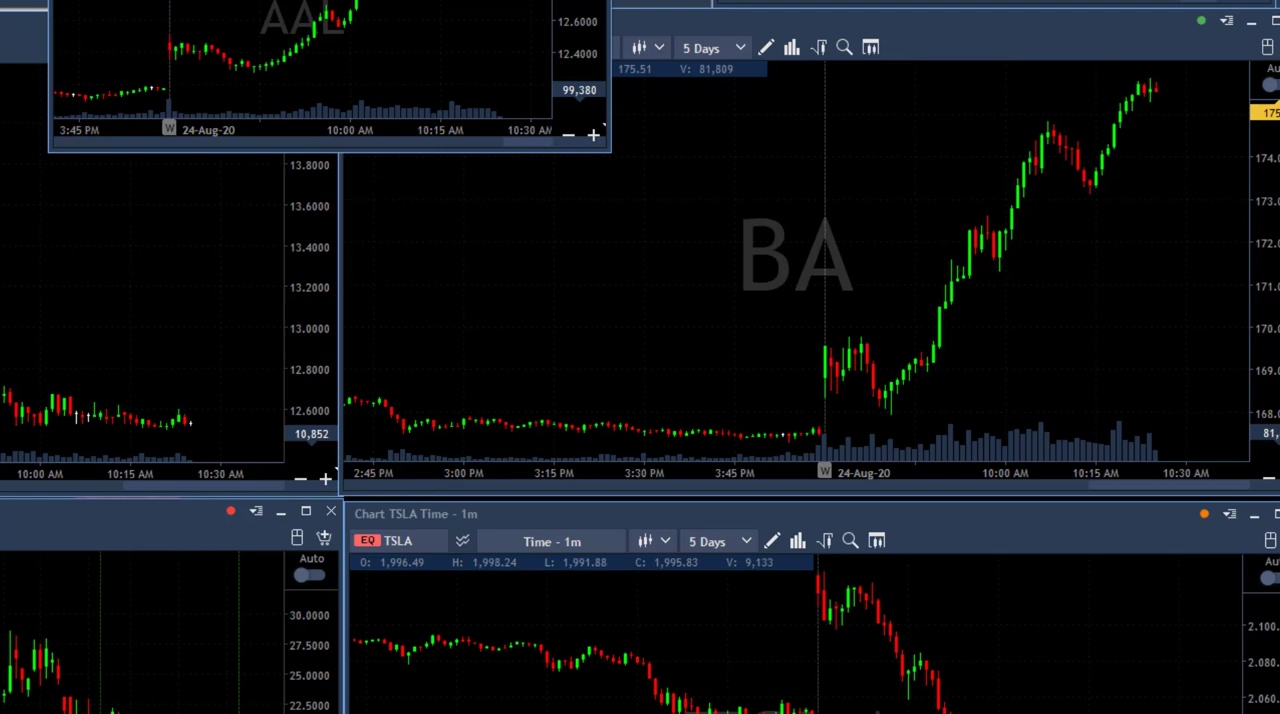 AAL
12.6000
12.4000
99,380
3:45 PM
W
24-Aug-20
10:00 AM
10:15 AM
10:30 AM
5 Days
175.51 V: 81,809
Au
175
174.0
173.0
172.0
171.0
170.0
169.0
168.0
81,
BA
2:45 PM
3:00 PM
3:15 PM
3:30 PM
3:45 PM
W
24-Aug-20
10:00 AM
10:15 AM
10:30 AM
13.8000
13.6000
13.4000
13.2000
13.0000
12.8000
12.6000
10,852
10:00 AM
10:15 AM
10:30 AM
Auto
30.0000
27.5000
25.0000
22.5000
Chart TSLA Time - 1m
EQ TSLA
Time - 1m
5 Days
O: 1,996.49 H: 1,998.24 L: 1,991.88 C: 1,995.83 V: 9,133
Au
2.100.
2.080.
2.060.